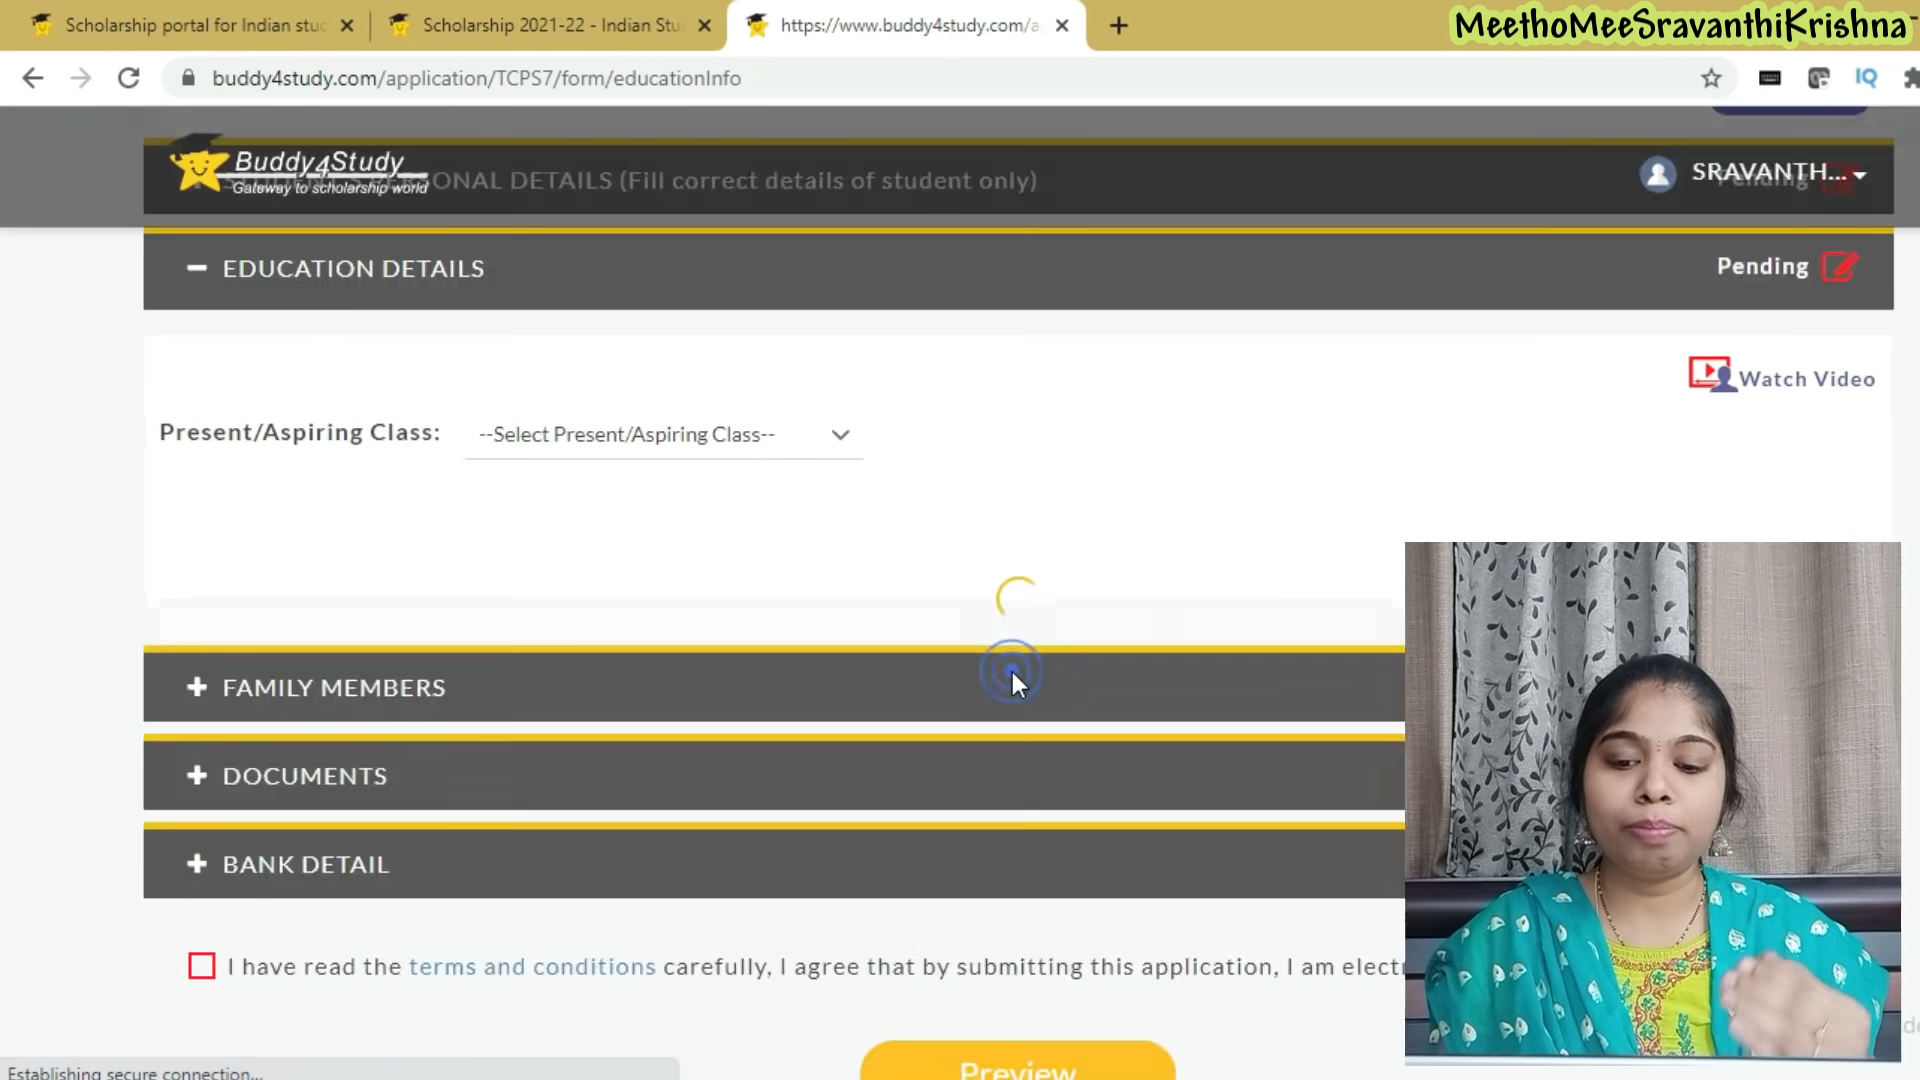 Scholarship portal for Indian stud
Scholarship 2021-22 - Indian Stu
https://www.buddy4study.com/a
MeethoMeeSravanthiKrishna
buddy4study.com/application/TCPS7/form/educationInfo
IQ
Buddy4Study
Gateway to scholarship world
ONAL DETAILS (Fill correct details of student only)
SRAVANTH...
Pending
EDUCATION DETAILS
Pending
Watch Video
Present/Aspiring Class:
--Select Present/Aspiring Class--
FAMILY MEMBERS
DOCUMENTS
BANK DETAIL
I have read the terms and conditions carefully, I agree that by submitting this application, I am electr
Preview
Establishing secure connection...